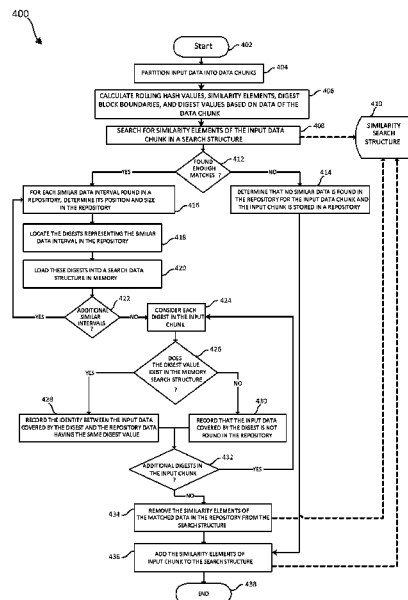 400
Start
402
PARTITION INPUT DATA INTO DATA CHUNKS
404
CALCULATE ROLLING HASH VALUES, SIMILARITY ELEMENTS, DIGEST
BLOCK BOUNDARIES, AND DIGEST VALUES BASED ON DATA OF THE
DATA CHUNK
406
SEARCH FOR SIMILARITY ELEMENTS OF THE INPUT DATA
CHUNK IN A SEARCH STRUCTURE
408
410
SIMILARITY
SEARCH
STRUCTURE
FOUND
ENOUGH
MATCHES ?
412
YES
NO
FOR EACH SIMILAR DATA INTERVAL FOUND IN A
REPOSITORY, DETERMINE ITS POSITION AND SIZE
IN THE REPOSITORY
416
DETERMINE THAT NO SIMILAR DATA IS FOUND IN
THE REPOSITORY FOR THE INPUT DATA CHUNK AND
THE INPUT CHUNK IS STORED IN A REPOSITORY
414
LOCATE THE DIGESTS REPRESENTING THE SIMILAR
DATA INTERVAL IN THE REPOSITORY
418
LOAD THESE DIGESTS INTO A SEARCH DATA
STRUCTURE IN MEMORY
420
ADDITIONAL
SIMILAR
INTERVALS
?
422
YES
NO
CONSIDER EACH
DIGEST IN THE INPUT
CHUNK
424
DOES
THE DIGEST VALUE
EXIST IN THE MEMORY
SEARCH STRUCTURE
?
426
YES
NO
428
RECORD THE IDENTITY BETWEEN THE INPUT DATA
COVERED BY THE DIGEST AND THE REPOSITORY DATA
HAVING THE SAME DIGEST VALUE
430
RECORD THAT THE INPUT DATA
COVERED BY THE DIGEST IS NOT
FOUND IN THE REPOSITORY
ADDITIONAL DIGESTS IN
THE INPUT CHUNK
?
432
YES
NO
434
REMOVE THE SIMILARITY ELEMENTS OF
THE MATCHED DATA IN THE REPOSITORY FROM THE
SEARCH STRUCTURE
436
ADD THE SIMILARITY ELEMENTS OF
INPUT CHUNK TO THE SEARCH STRUCTURE
END
438